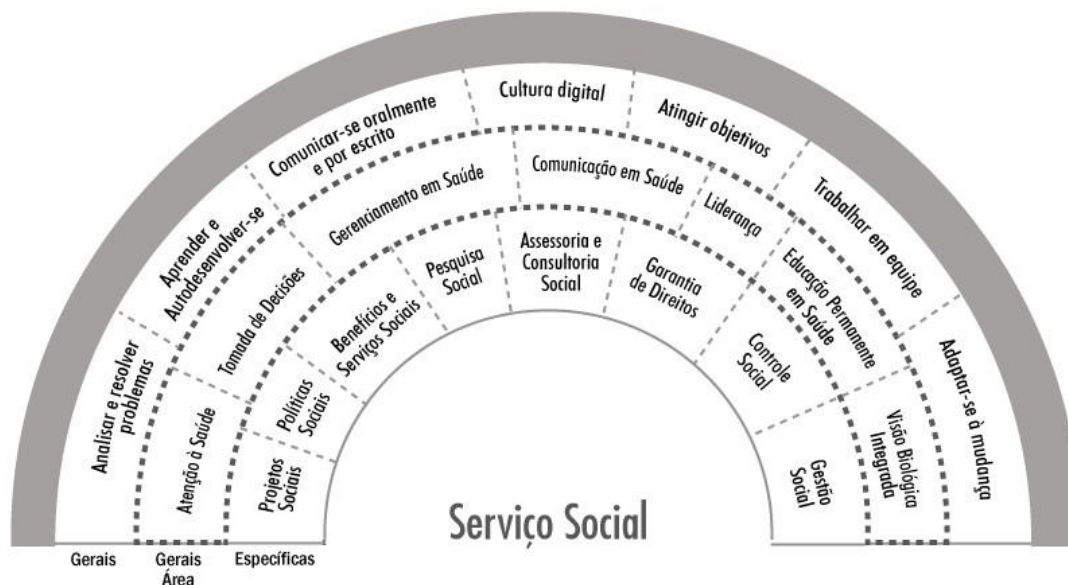 Analisar e resolver
problemas
Aprender e
Autodesenvolver-se
Comunicar-se oralmente
e por escrito
Cultura digital
Atingir objetivos
Trabalhar em equipe
Adaptar-se à mudança
Atenção à Saúde
Tomada de Decisões
Gerenciamento em Saúde
Comunicação em Saúde
Liderança
Educação Permanente
em Saúde
Visão Biológica
Integrada
Projetos
Sociais
Políticas
Sociais
Benefícios e
Serviços Sociais
Pesquisa
Social
Assessoria e
Consultoria
Social
Garantia
de Direitos
Controle
Social
Gestão
Social
Serviço Social
Gerais
Gerais
Área
Específicas